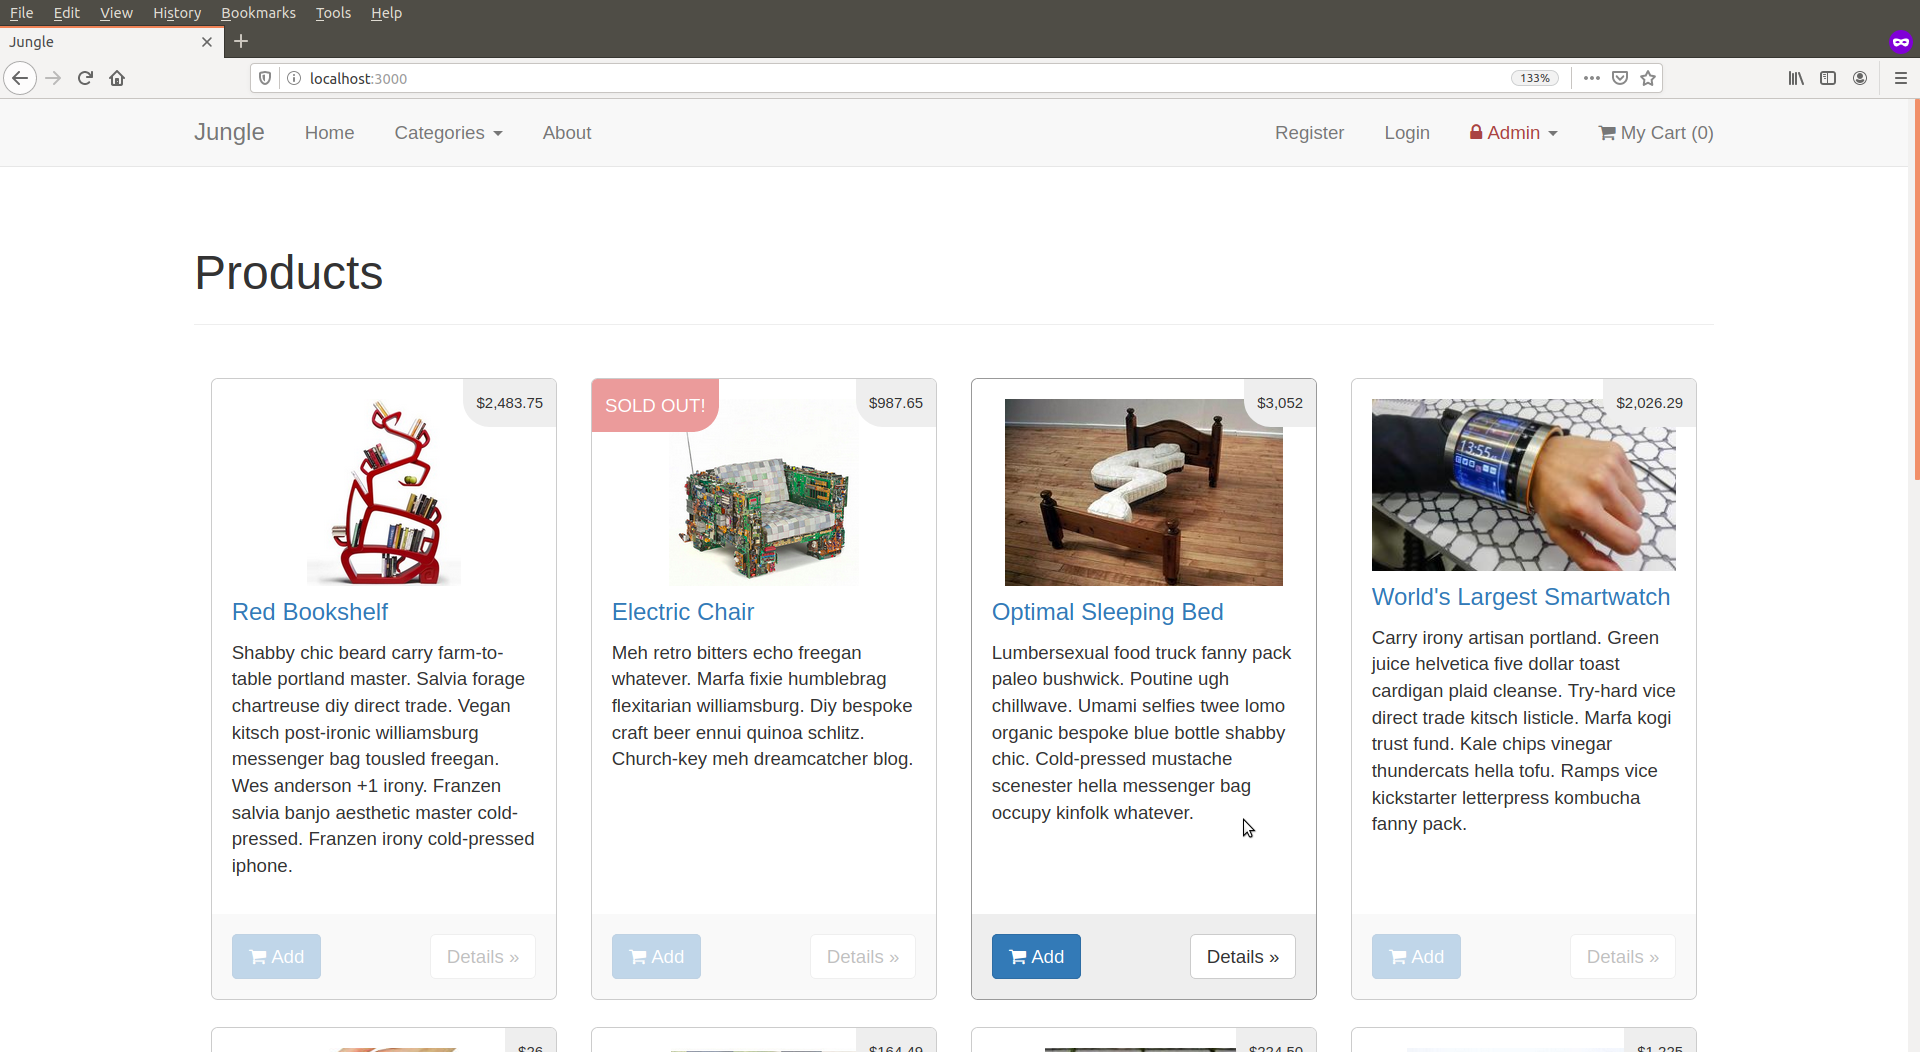 File Edit View History Bookmarks Tools Help
Jungle
localhost:3000
133%
Jungle Home Categories About Register Login Admin My Cart (0)
Products
$2,483.75
Red Bookshelf
Shabby chic beard carry farm-to-
table portland master. Salvia forage
chartreuse diy direct trade. Vegan
kitsch post-ironic williamsburg
messenger bag tousled freegan.
Wes anderson +1 irony. Franzen
salvia banjo aesthetic master cold-
pressed. Franzen irony cold-pressed
iphone.
Add Details »
SOLD OUT! $987.65
Electric Chair
Meh retro bitters echo freegan
whatever. Marfa fixie humblebrag
flexitarian williamsburg. Diy bespoke
craft beer ennui quinoa schlitz.
Church-key meh dreamcatcher blog.
Add Details »
$3,052
Optimal Sleeping Bed
Lumbersexual food truck fanny pack
paleo bushwick. Poutine ugh
chillwave. Umami selfies twee lomo
organic bespoke blue bottle shabby
chic. Cold-pressed mustache
scenester hella messenger bag
occupy kinfolk whatever.
Add Details »
$2,026.29
13:55
World's Largest Smartwatch
Carry irony artisan portland. Green
juice helvetica five dollar toast
cardigan plaid cleanse. Try-hard vice
direct trade kitsch listicle. Marfa kogi
trust fund. Kale chips vinegar
thundercats hella tofu. Ramps vice
kickstarter letterpress kombucha
fanny pack.
Add Details »
$26
$164.49
$224.50
$1,225